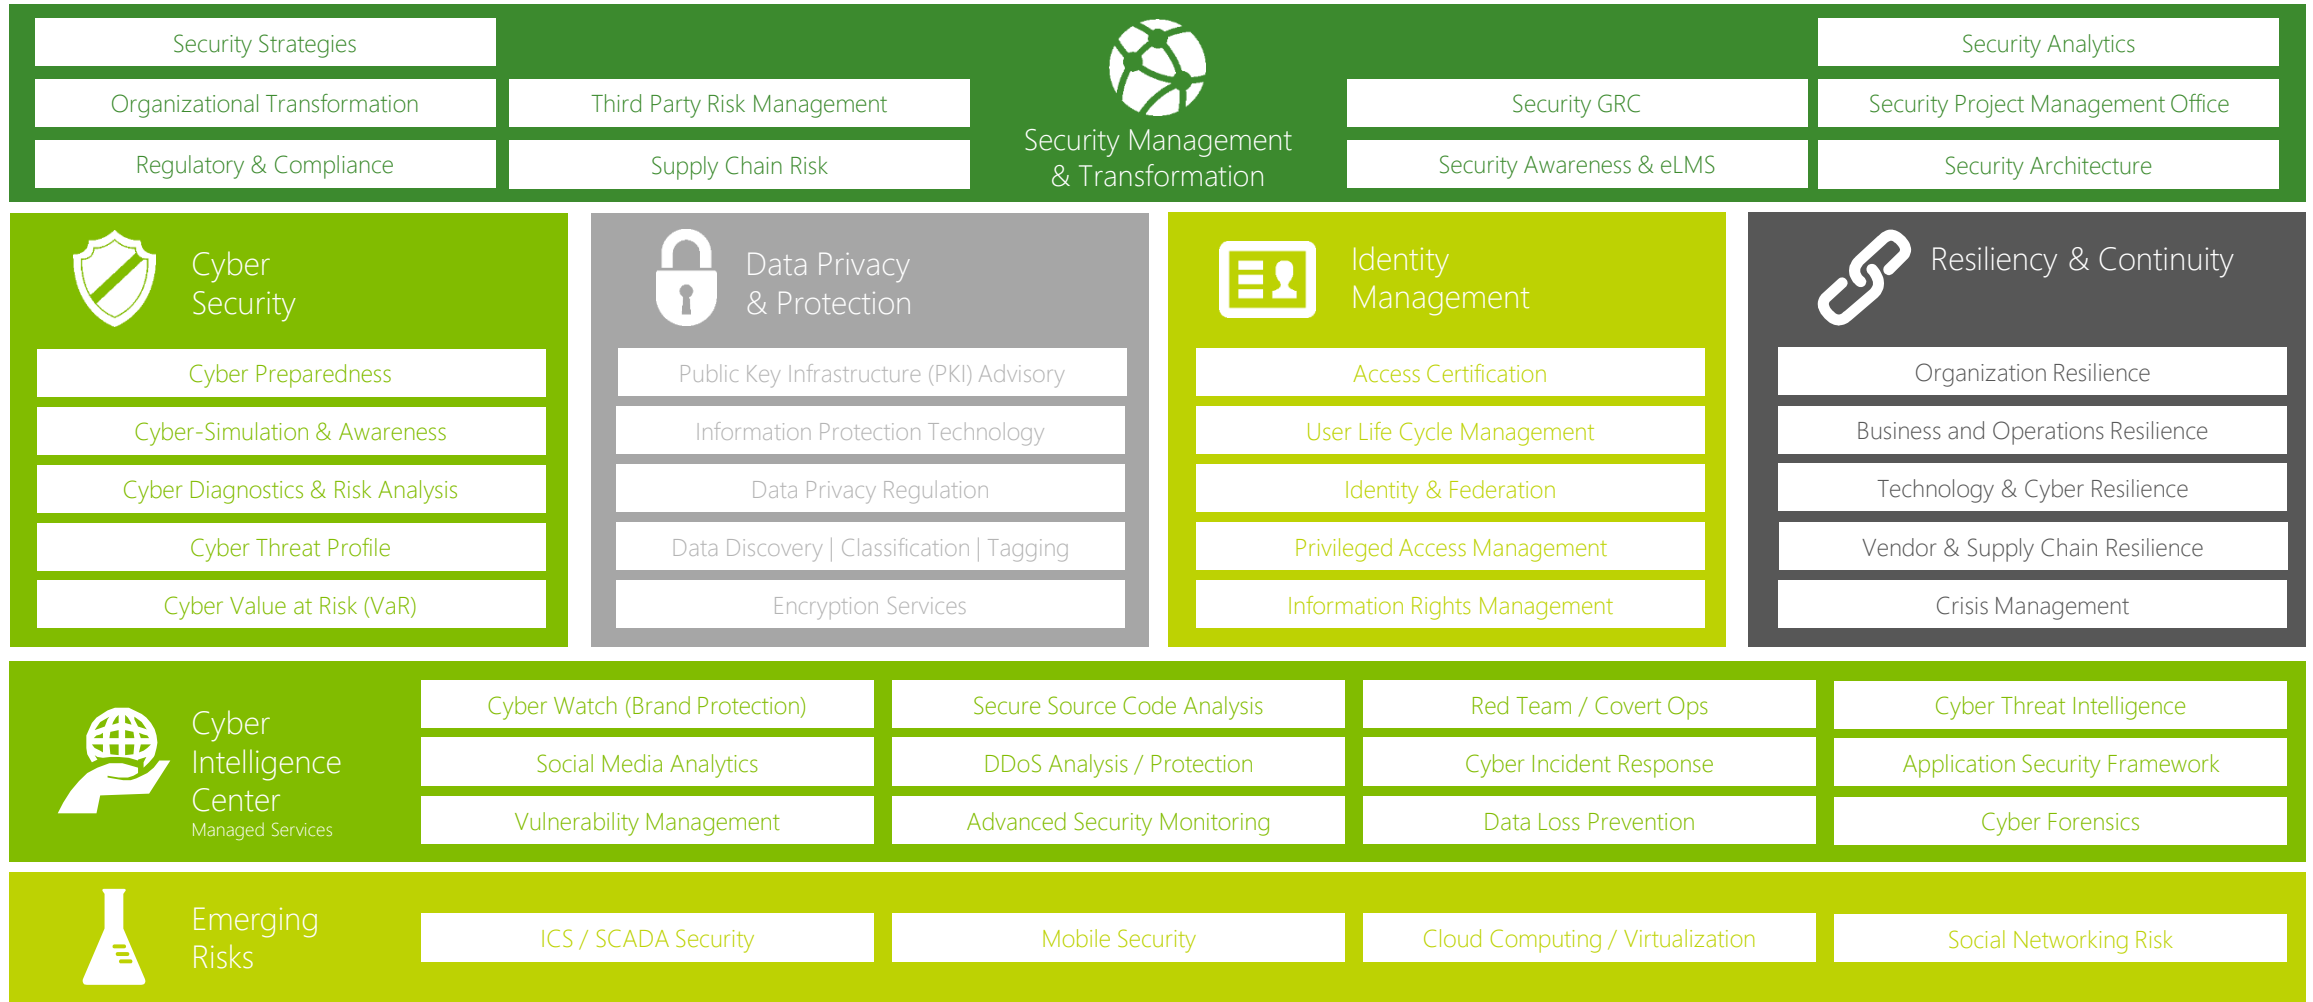 Security Strategies
Organizational Transformation
Regulatory & Compliance
Third Party Risk Management
Supply Chain Risk
Security Management
& Transformation
Security GRC
Security Awareness & eLMS
Security Analytics
Security Project Management Office
Security Architecture
Cyber
Security
Cyber Preparedness
Cyber-Simulation & Awareness
Cyber Diagnostics & Risk Analysis
Cyber Threat Profile
Cyber Value at Risk (VaR)
Data Privacy
& Protection
Public Key Infrastructure (PKI) Advisory
Information Protection Technology
Data Privacy Regulation
Data Discovery | Classification | Tagging
Encryption Services
Identity
Management
Access Certification
User Life Cycle Management
Identity & Federation
Privileged Access Management
Information Rights Management
Resiliency & Continuity
Organization Resilience
Business and Operations Resilience
Technology & Cyber Resilience
Vendor & Supply Chain Resilience
Crisis Management
Cyber
Intelligence
Center
Managed Services
Cyber Watch (Brand Protection)
Social Media Analytics
Vulnerability Management
Secure Source Code Analysis
DDoS Analysis / Protection
Advanced Security Monitoring
Red Team / Covert Ops
Cyber Incident Response
Data Loss Prevention
Cyber Threat Intelligence
Application Security Framework
Cyber Forensics
Emerging
Risks
ICS / SCADA Security
Mobile Security
Cloud Computing / Virtualization
Social Networking Risk